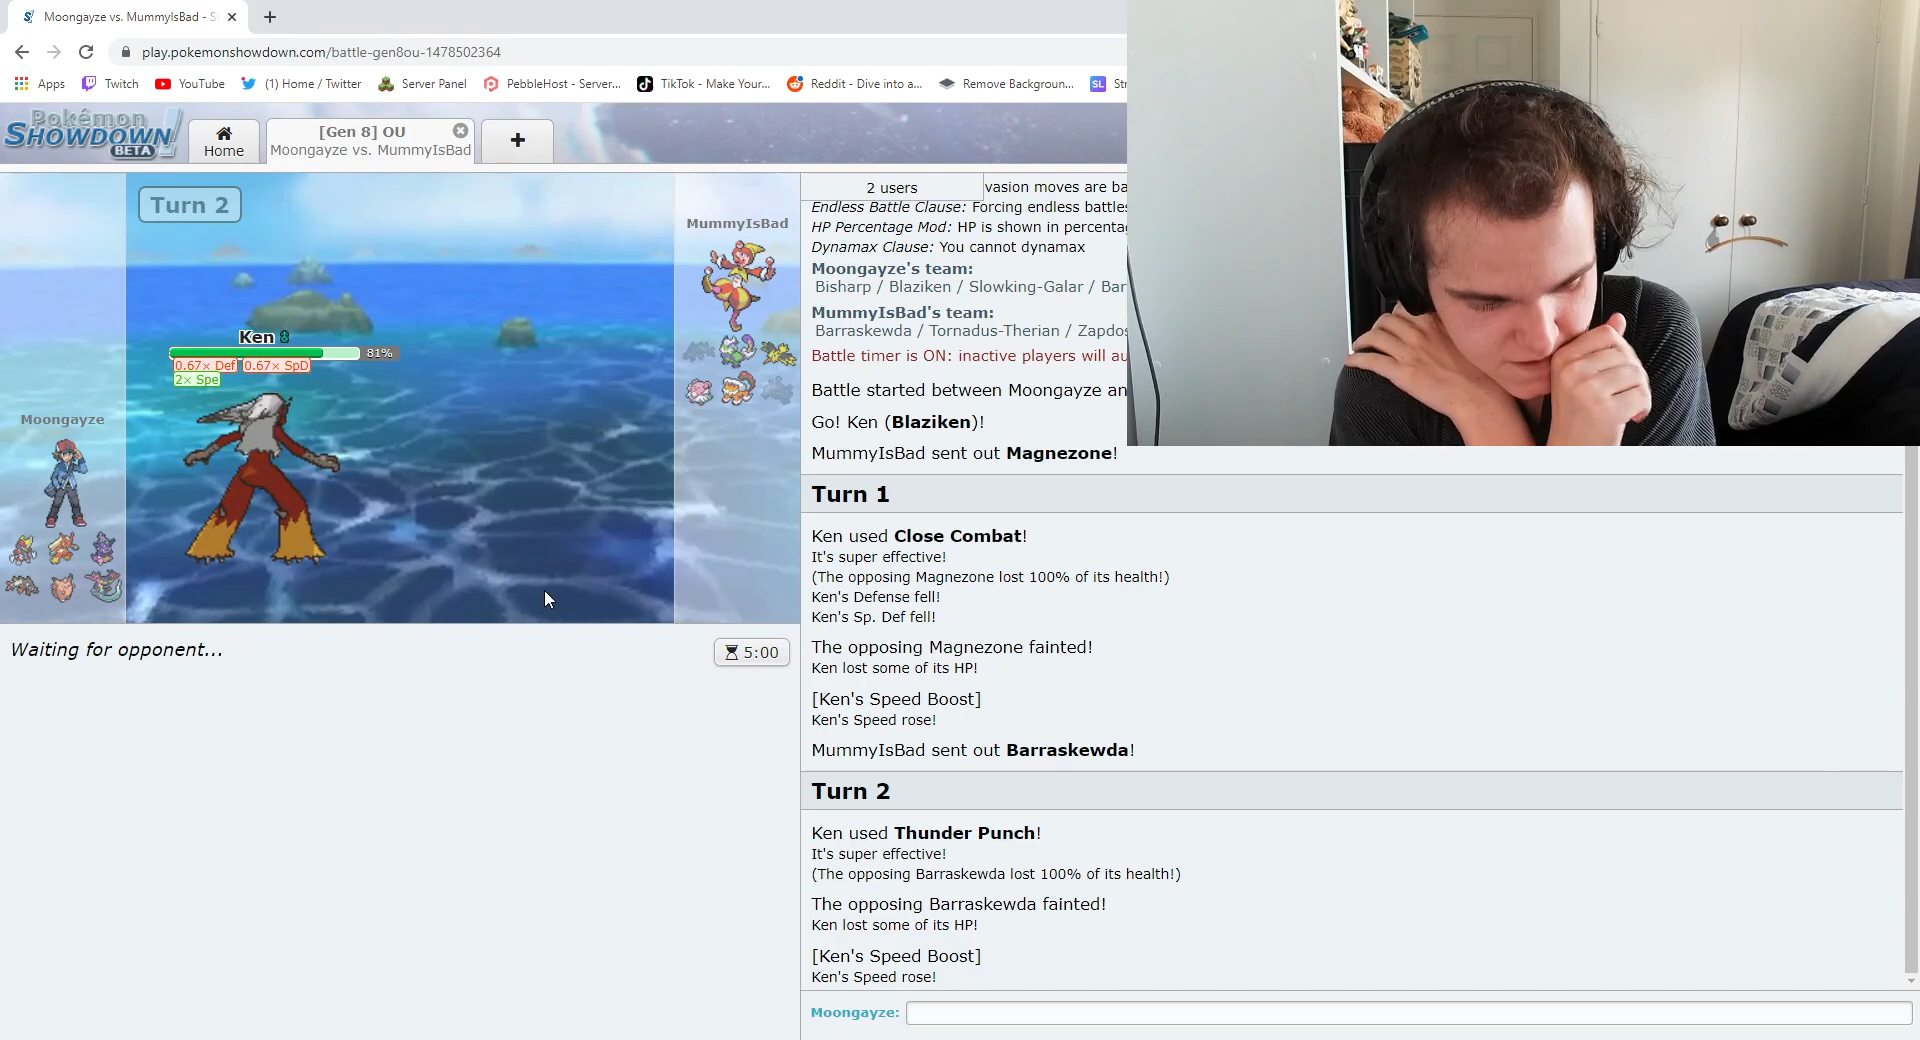 Moongayze vs. MummyIsBad - S
play.pokemonshowdown.com/battle-gen8ou-1478502364
Apps Twitch YouTube (1) Home / Twitter Server Panel PebbleHost - Server... TikTok - Make Your... Reddit - Dive into a... Remove Backgroun... SL Str
Pokémon
SHOWDOWN!
BETA
Home
[Gen 8] OU
Moongayze vs. MummyIsBad
+
Turn 2
MummyIsBad
Ken
81%
0.67× Def 0.67× SpD
2× Spe
Moongayze
Waiting for opponent...
5:00
2 users
vasion moves are ba
Endless Battle Clause: Forcing endless battles
HP Percentage Mod: HP is shown in percenta
Dynamax Clause: You cannot dynamax
Moongayze's team:
Bisharp / Blaziken / Slowking-Galar / Bar
MummyIsBad's team:
Barraskewda / Tornadus-Therian / Zapdos
Battle timer is ON: inactive players will au
Battle started between Moongayze an
Go! Ken (Blaziken)!
MummyIsBad sent out Magnezone!
Turn 1
Ken used Close Combat!
It's super effective!
(The opposing Magnezone lost 100% of its health!)
Ken's Defense fell!
Ken's Sp. Def fell!
The opposing Magnezone fainted!
Ken lost some of its HP!
[Ken's Speed Boost]
Ken's Speed rose!
MummyIsBad sent out Barraskewda!
Turn 2
Ken used Thunder Punch!
It's super effective!
(The opposing Barraskewda lost 100% of its health!)
The opposing Barraskewda fainted!
Ken lost some of its HP!
[Ken's Speed Boost]
Ken's Speed rose!
Moongayze: